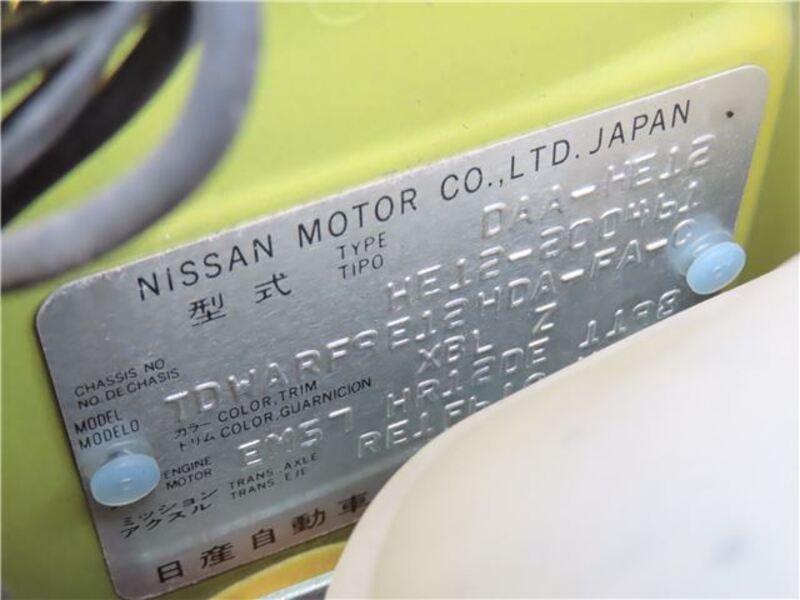 NISSAN MOTOR CO.,LTD. JAPAN
型式 TYPE TIPO DAA-HE12
CHASSIS NO. NO. DE CHASIS HE12-200461
MODEL MODELO TDWARF
カラー COLOR, TRIM トリム COLOR, GUARNICION XBL Z
ENGINE MOTOR EM57 HR12DE
ミッション TRANS. AXLE アクスル TRANS. EJE
日産自動車